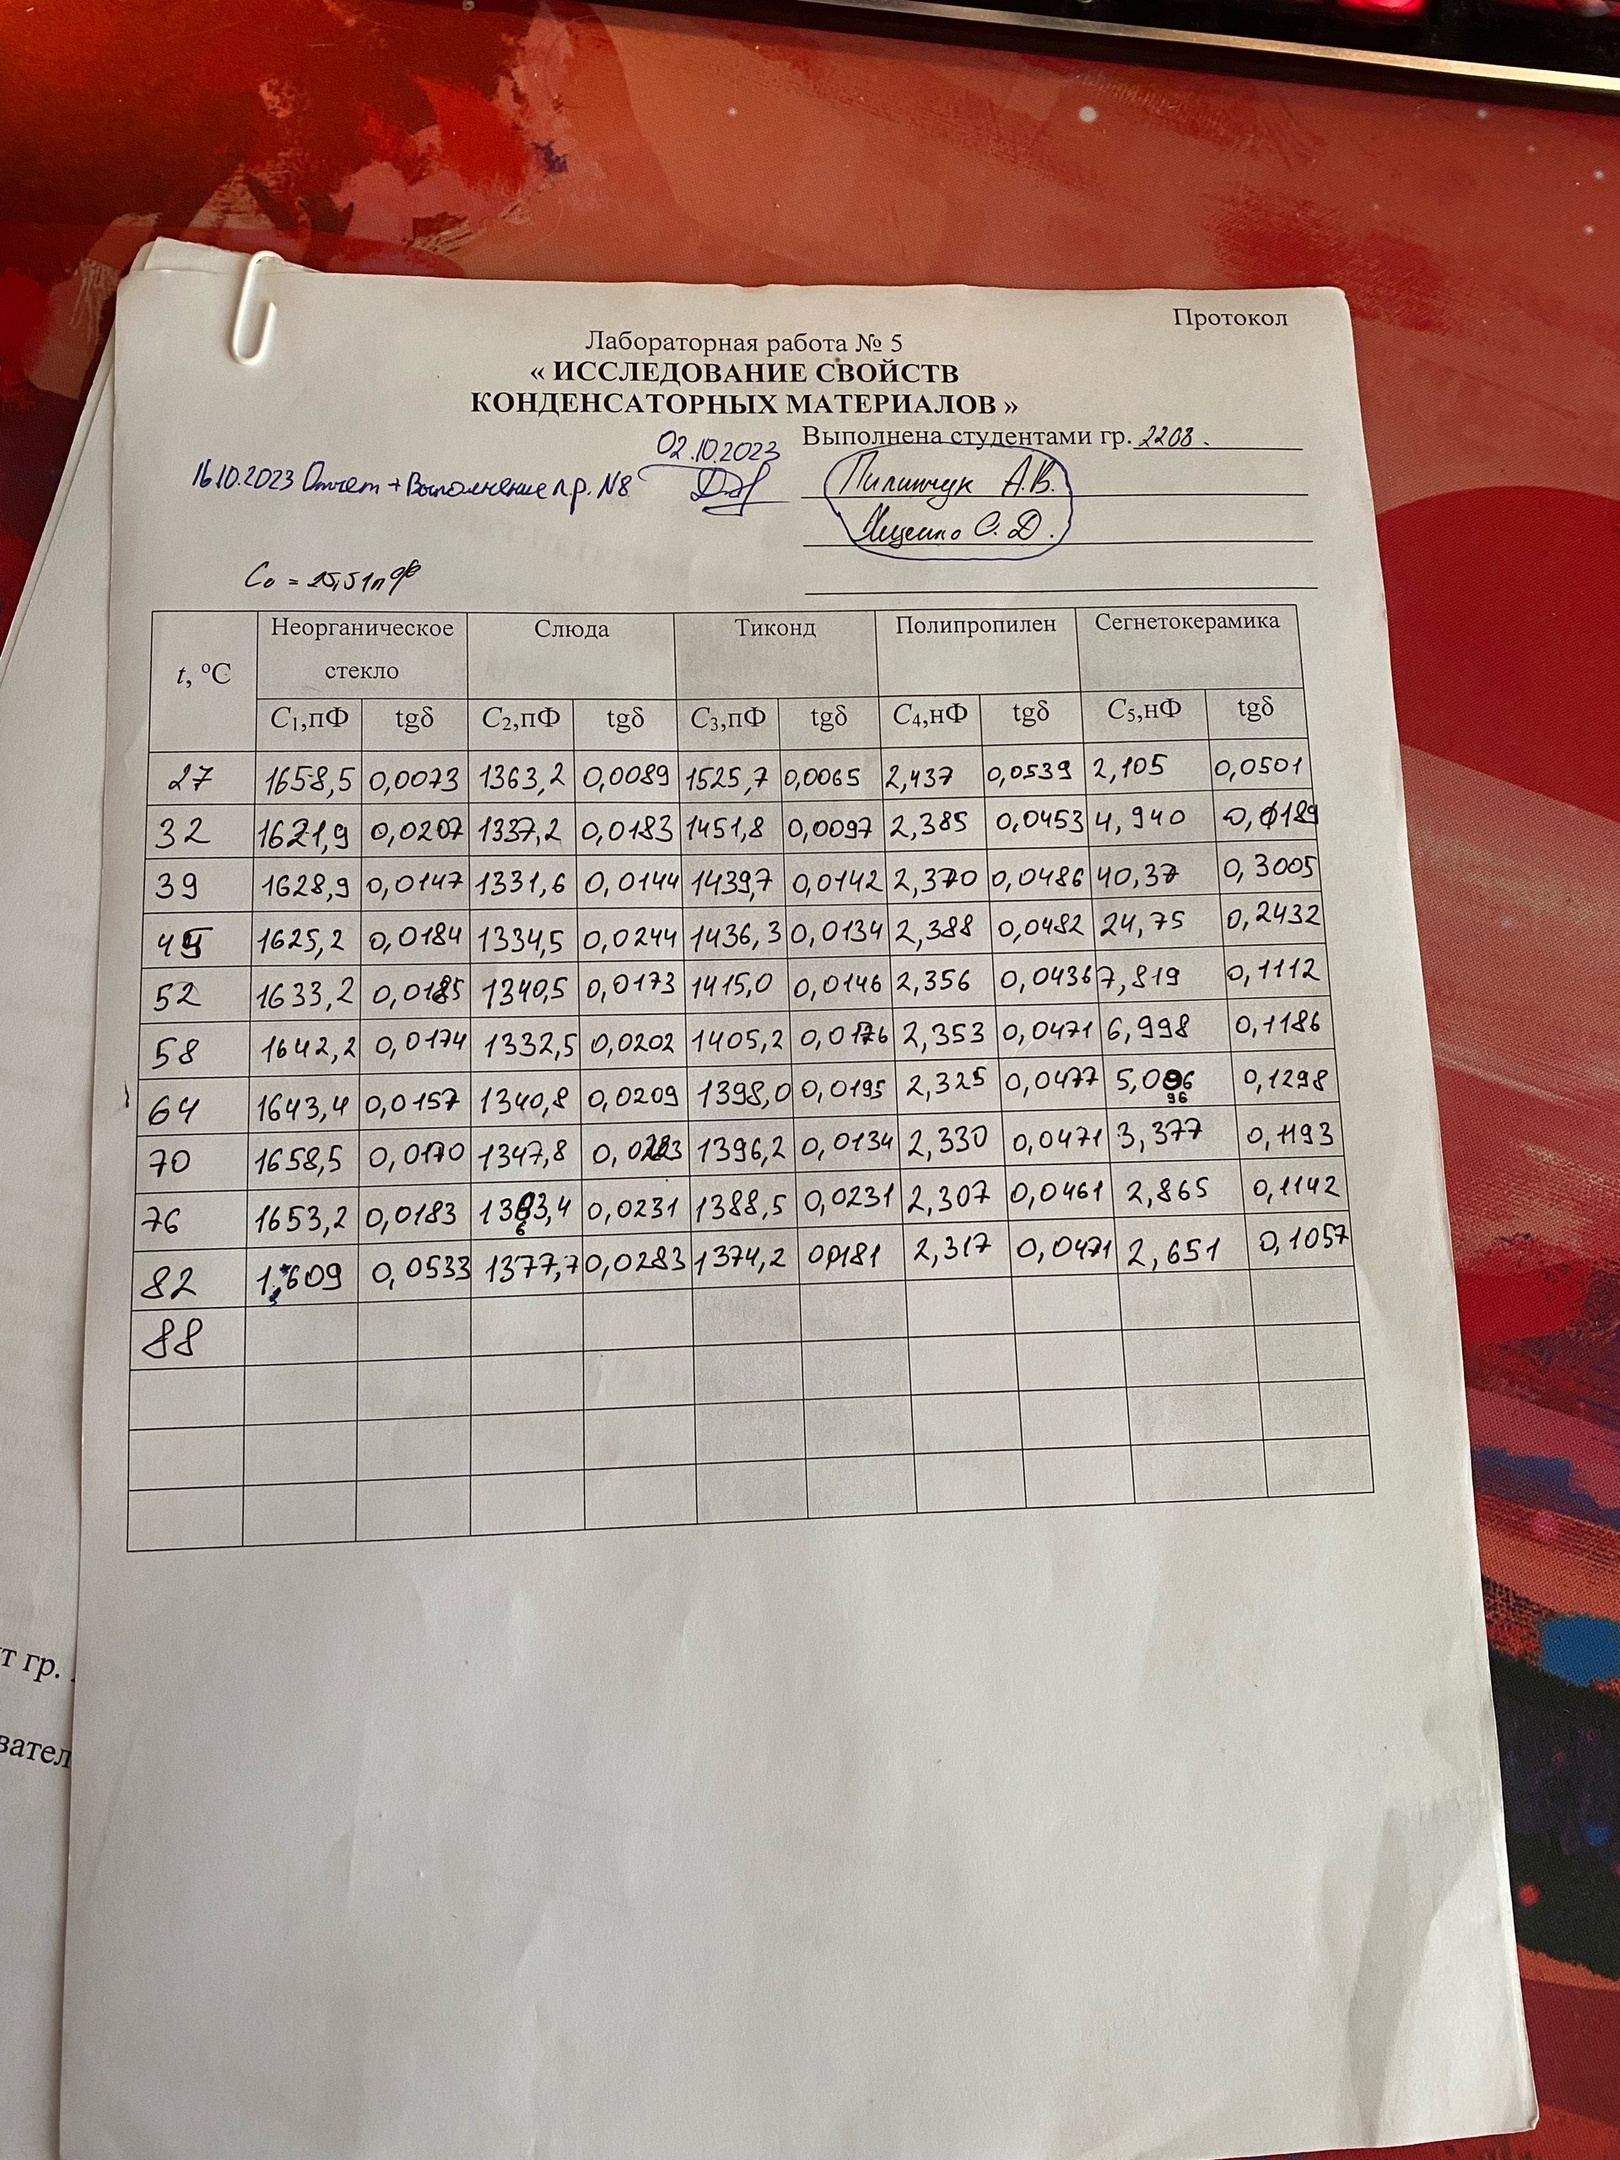 Протокол
Лабораторная работа № 5
« ИССЛЕДОВАНИЕ СВОЙСТВ
КОНДЕНСАТОРНЫХ МАТЕРИАЛОВ »
Выполнена студентами гр. 2203.
02.10.2023
16.10.2023 Отчет + Выполнение л.р. №8
Пилипчук А.В.
С. Д.
C₀ = 25,51пФ
t, °C Неорганическое стекло Слюда Тиконд Полипропилен Сегнетокерамика
C1,пФ tgδ C2,пФ tgδ C3,пФ tgδ C4,нФ tgδ C5,нФ tgδ
27 1658,5 0,0073 1363,2 0,0089 1525,7 0,0065 2,437 0,0539 2,105 0,0501
32 1621,9 0,0207 1337,2 0,0183 1451,8 0,0097 2,385 0,0453 4,940 0,0189
39 1628,9 0,0147 1331,6 0,0144 1439,7 0,0142 2,370 0,0486 40,37 0,3005
45 1625,2 0,0184 1334,5 0,0244 1436,3 0,0134 2,388 0,0482 24,75 0,2432
52 1633,2 0,0185 1340,5 0,0173 1415,0 0,0146 2,356 0,0436 7,819 0,1112
58 1642,2 0,0174 1332,5 0,0202 1405,2 0,0176 2,353 0,0471 6,998 0,1186
64 1643,4 0,0157 1340,8 0,0209 1398,0 0,0195 2,325 0,0477 5,096 0,1298
96
70 1658,5 0,0170 1347,8 1396,2 0,0134 2,330 0,0471 3,377 0,1193
76 1653,2 0,0183 1363,4 0,0231 1388,5 0,0231 2,307 0,0461 2,865 0,1142
6
82 1,609 0,0533 1377,7 0,0283 1374,2 0,0181 2,317 0,0471 2,651 0,1057
88
т гр.
вател